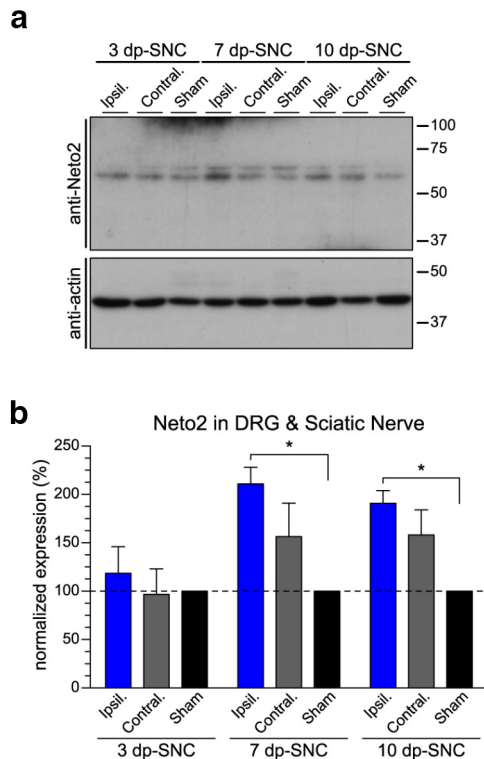 a
3 dp-SNC 7 dp-SNC 10 dp-SNC
Ipsil. Contral. Sham Ipsil. Contral. Sham Ipsil. Contral. Sham
anti-Neto2
100
75
50
37
anti-actin
50
37
b
Neto2 in DRG & Sciatic Nerve
normalized expression (%)
250
200
150
100
50
0
*
*
Ipsil. Contral. Sham Ipsil. Contral. Sham Ipsil. Contral. Sham
3 dp-SNC 7 dp-SNC 10 dp-SNC